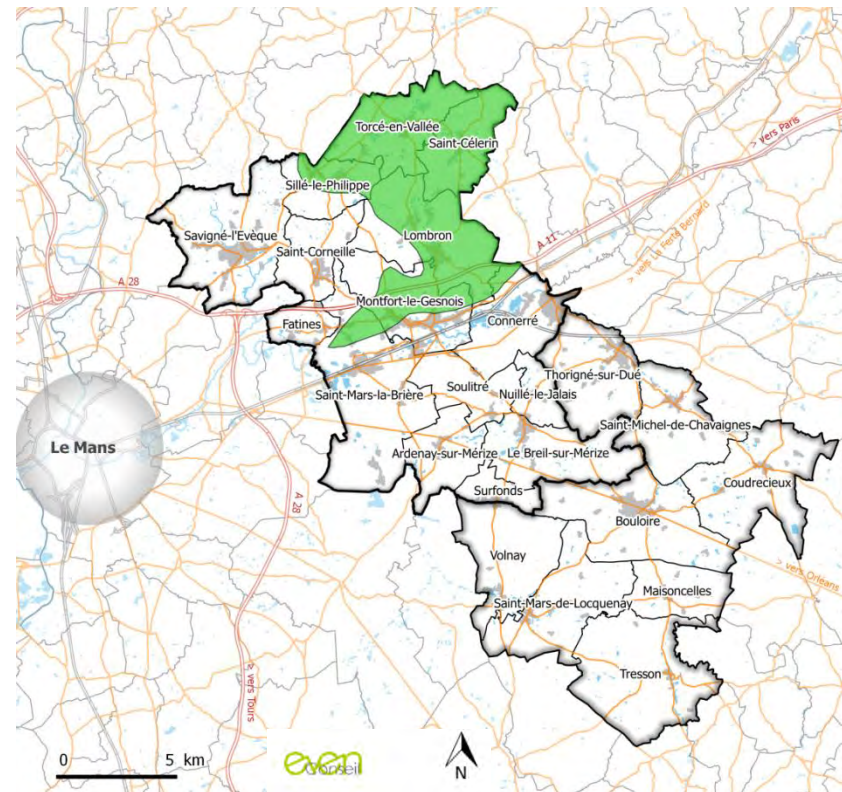 Torcé-en-Vallée
Saint-Célerin
> vers Paris
Sillé-le-Philippe
Savigné-l'Evèque
Lombron
Saint-Corneille
A 11
> vers La Ferté Bernard
A 28
Montfort-le-Gesnois
Fatines
Connerré
Thorigné-sur-Dué
Soulitré
Saint-Mars-la-Brière
Nuillé-le-Jalais
Saint-Michel-de-Chavaignes
Le Mans
Ardenay-sur-Mérize
Le Breil-sur-Mérize
Coudrecieux
Surfonds
A 28
Bouloire
Volnay
> vers Orléans
Maisoncelles
Saint-Mars-de-Locquenay
Tresson
> vers Tours
0 5 km
even
Conseil
N